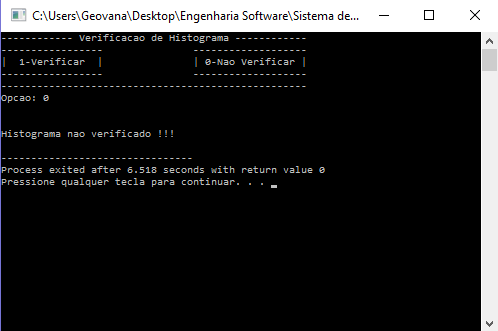 C:\Users\Geovana\Desktop\Engenharia Software\Sistema de...
------------ Verificacao de Histograma ------------
-----------------               -------------------
|  1-Verificar  |               | 0-Nao Verificar |
-----------------               -------------------
---------------------------------------------------
Opcao: 0
Histograma nao verificado !!!
--------------------------------
Process exited after 6.518 seconds with return value 0
Pressione qualquer tecla para continuar. . .